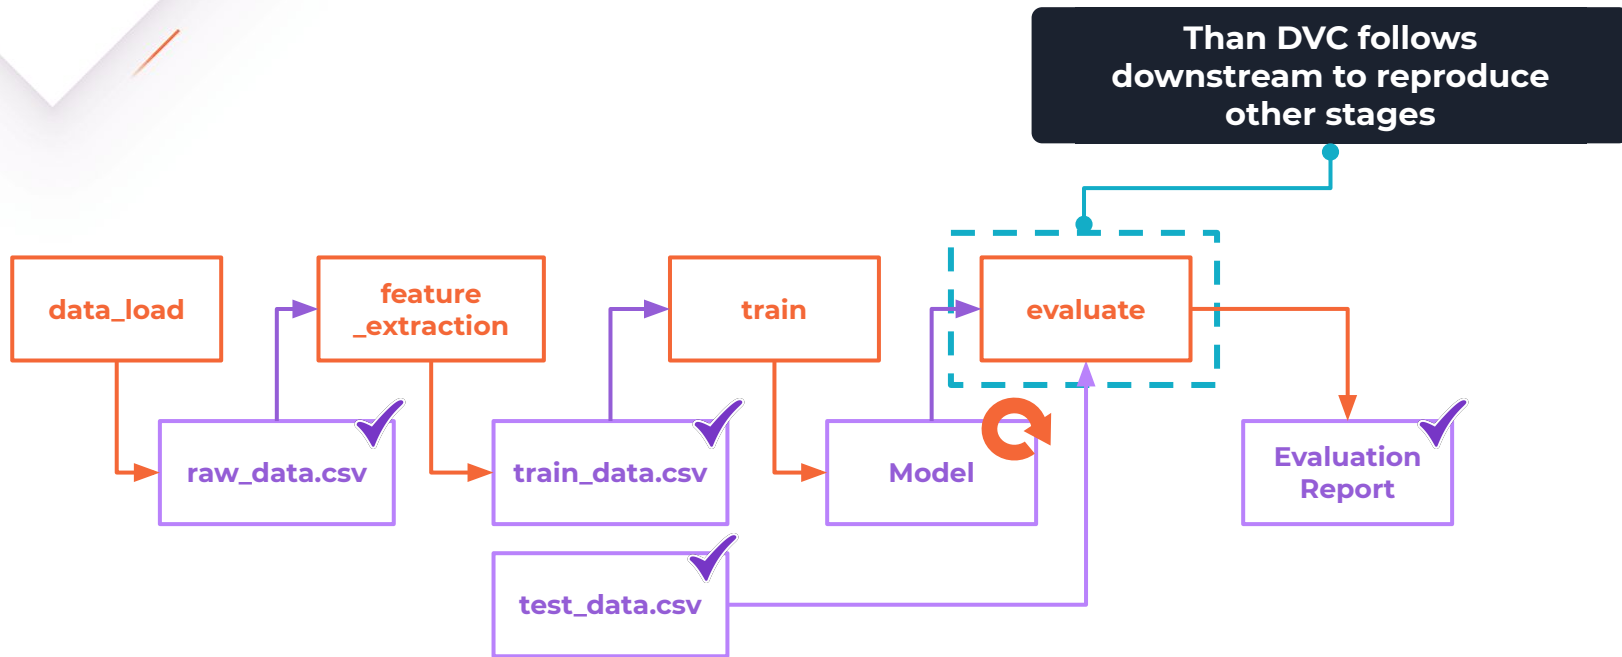 Than DVC follows
downstream to reproduce
other stages
data_load
feature
_extraction
train
evaluate
raw_data.csv
train_data.csv
Model
Evaluation
Report
test_data.csv